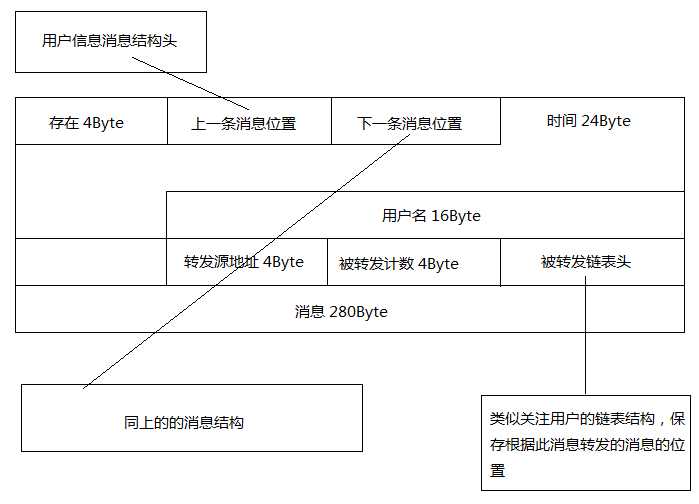 用户信息消息结构头
存在 4Byte
上一条消息位置
下一条消息位置
时间 24Byte
用户名 16Byte
转发源地址 4Byte
被转发计数 4Byte
被转发链表头
消息 280Byte
同上的的消息结构
类似关注用户的链表结构，保
存根据此消息转发的消息的位
置